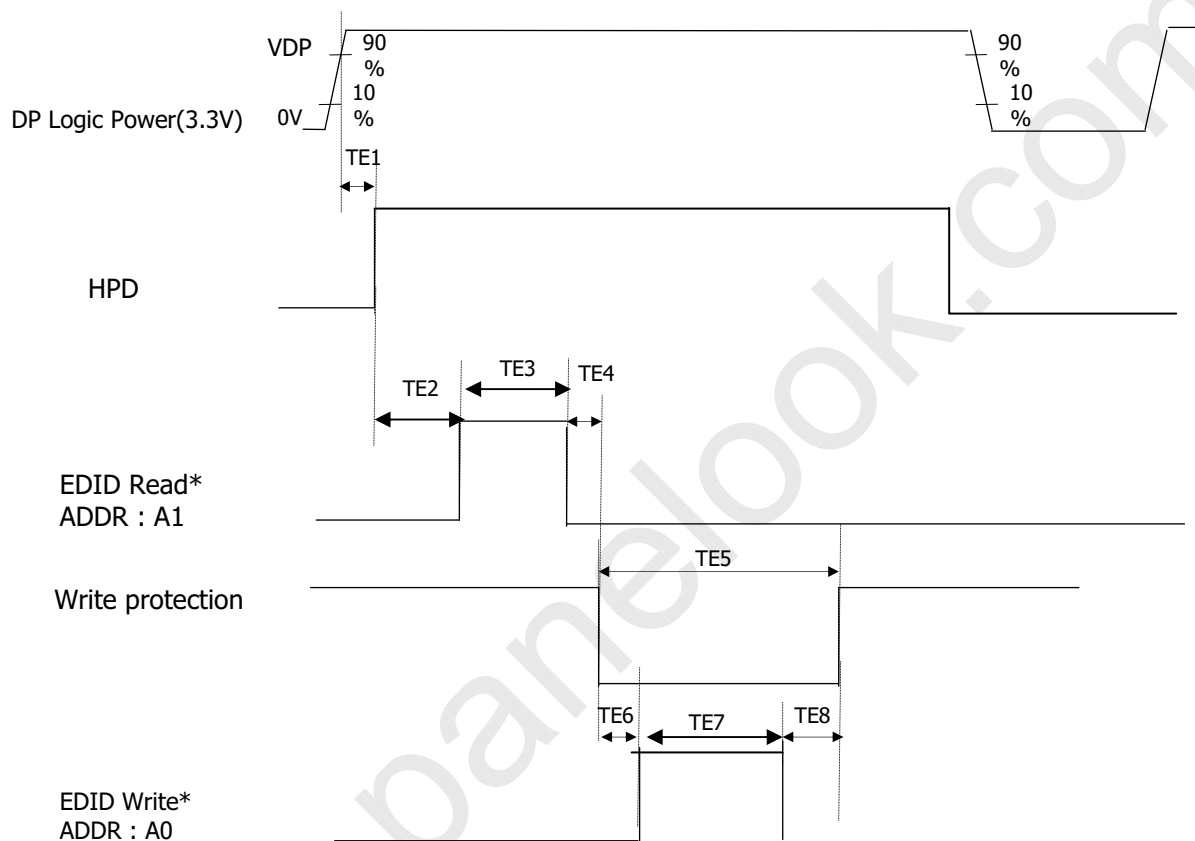 VDP
90
%
90
%
10
%
10
%
DP Logic Power(3.3V)
0V
TE1
HPD
TE2
TE3
TE4
EDID Read*
ADDR : A1
TE5
Write protection
TE6
TE7
TE8
EDID Write*
ADDR : A0
panelook.com